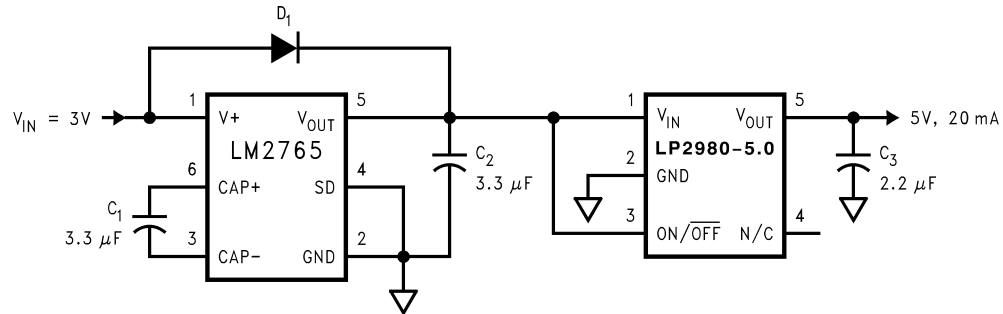 D1
VIN = 3V
1
V+
VOUT
5
LM2765
6
CAP+
SD
4
3
CAP−
GND
2
C1
3.3 μF
C2
3.3 μF
1
VIN
VOUT
5
LP2980-5.0
2
GND
3
ON/OFF
N/C
4
5V, 20 mA
C3
2.2 μF